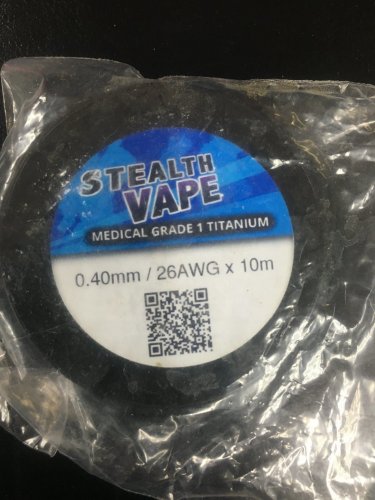 STEALTH
VAPE
MEDICAL GRADE 1 TITANIUM
0.40mm / 26AWG x 10m